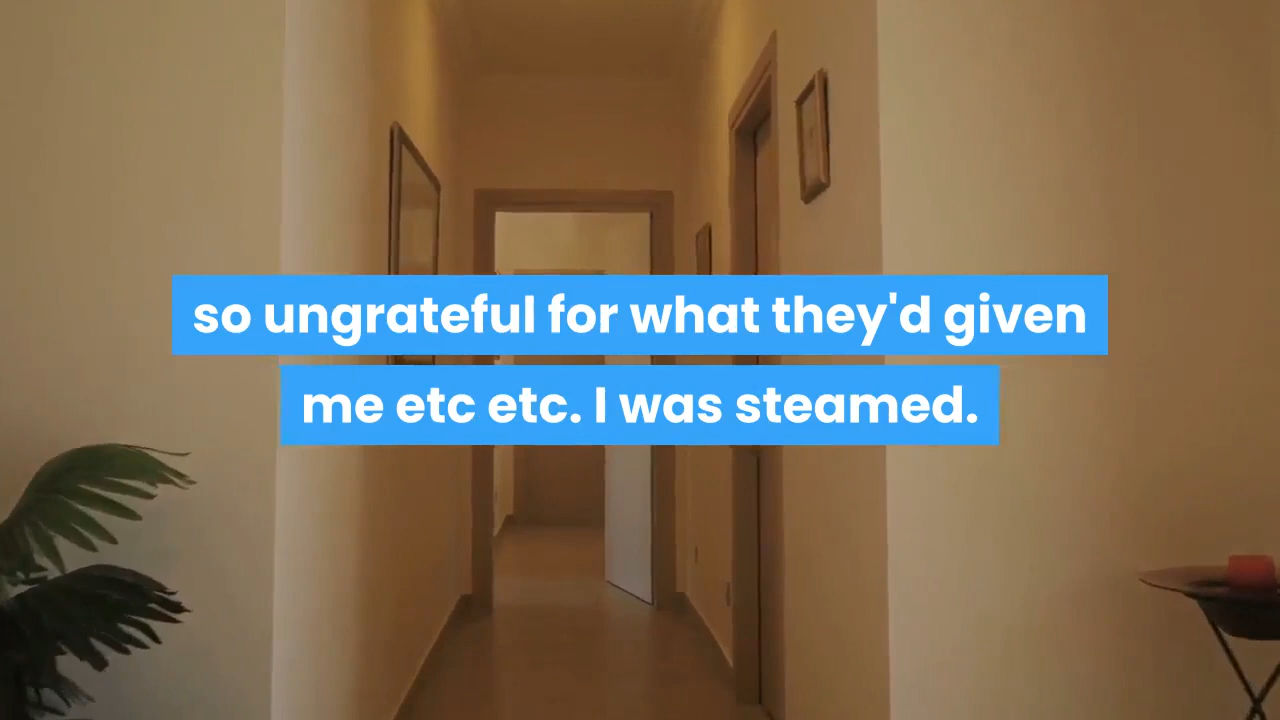 so ungrateful for what they'd given
me etc etc. I was steamed.